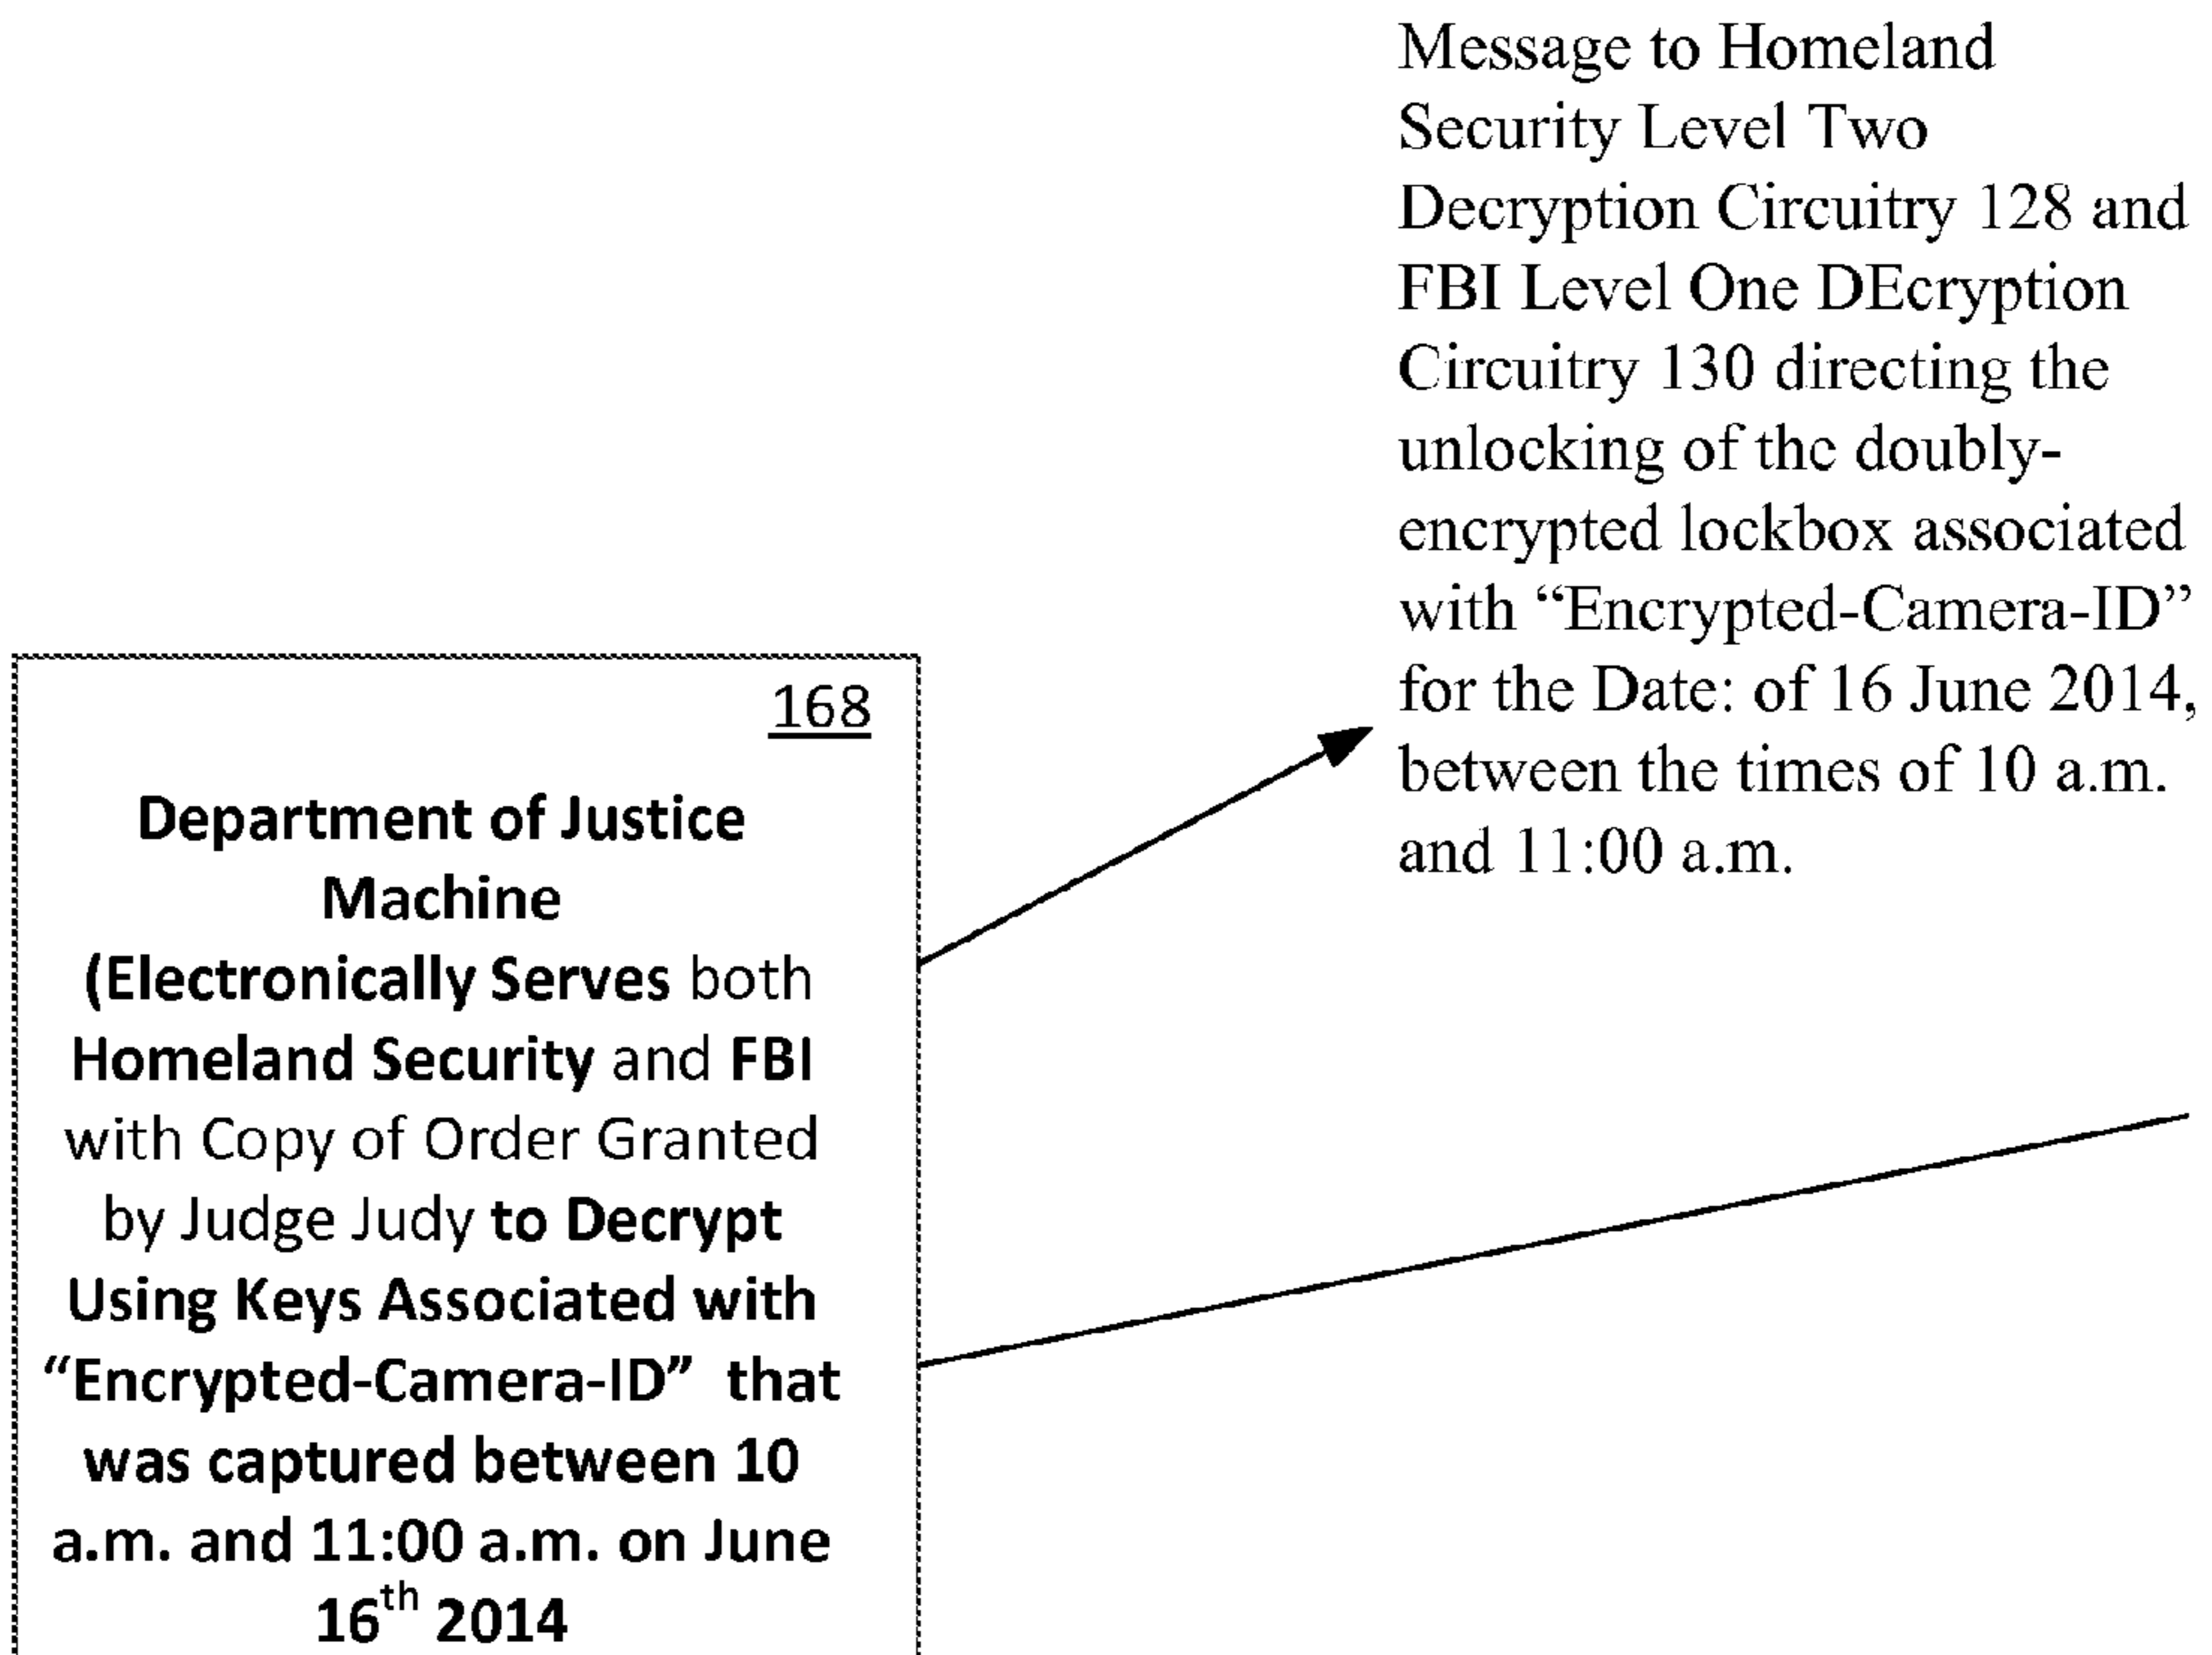 Message to Homeland
Security Level Two
Decryption Circuitry 128 and
FBI Level One DEcryption
Circuitry 130 directing the
unlocking of the doubly-
encrypted lockbox associated
with “Encrypted-Camera-ID”
for the Date: of 16 June 2014,
between the times of 10 a.m.
and 11:00 a.m.
168
Department of Justice
Machine
(Electronically Serves both
Homeland Security and FBI
with Copy of Order Granted
by Judge Judy to Decrypt
Using Keys Associated with
“Encrypted-Camera-ID” that
was captured between 10
a.m. and 11:00 a.m. on June
16th 2014